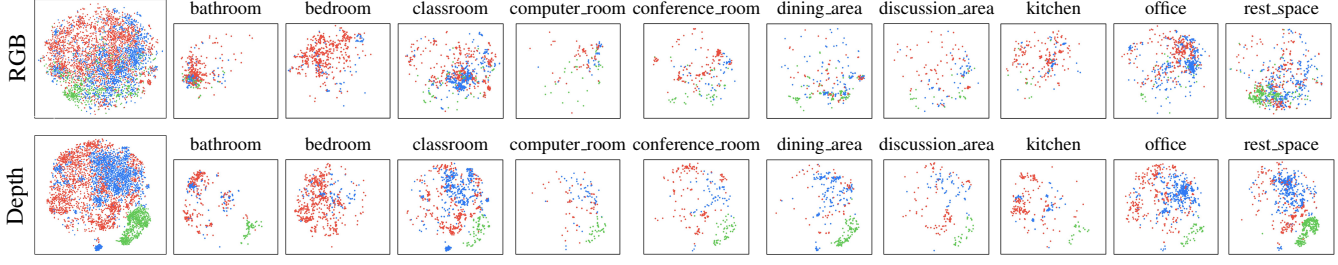 RGB
bathroom
bedroom
classroom
computer_room
conference_room
dining_area
discussion_area
kitchen
office
rest_space
Depth
bathroom
bedroom
classroom
computer_room
conference_room
dining_area
discussion_area
kitchen
office
rest_space